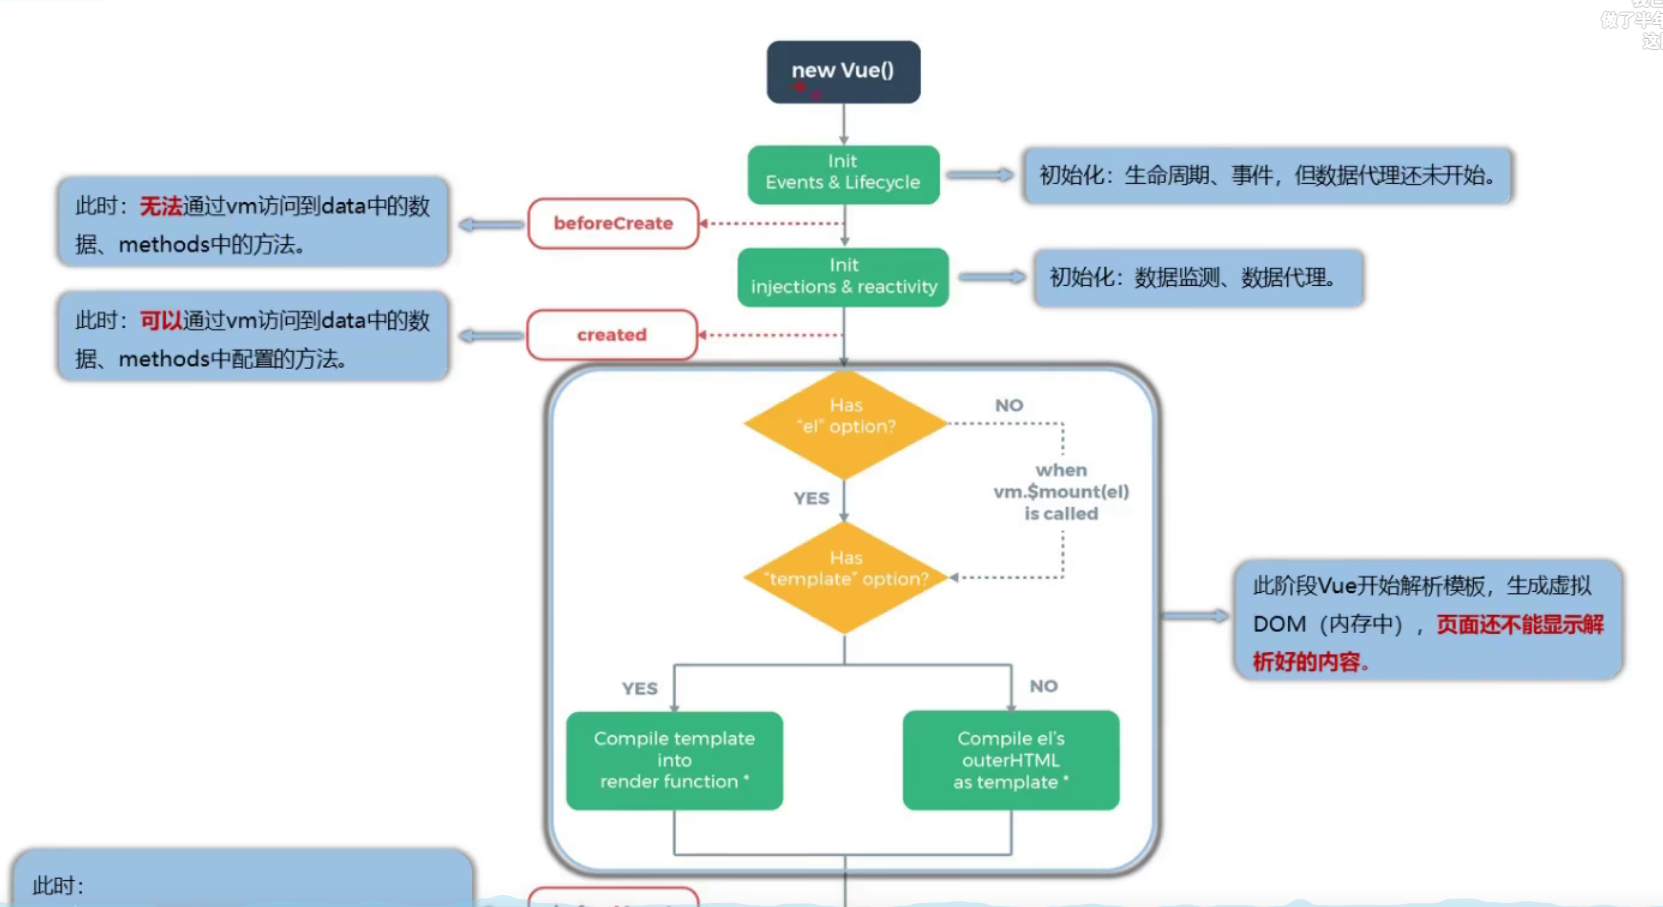 做了半年
new Vue()
Init
Events & Lifecycle
初始化：生命周期、事件，但数据代理还未开始。
此时：无法通过vm访问到data中的数
据、methods中的方法。
beforeCreate
Init
injections & reactivity
初始化：数据监测、数据代理。
此时：可以通过vm访问到data中的数
据、methods中配置的方法。
created
Has
“el” option?
NO
when
vm.$mount(el)
is called
YES
Has
“template” option?
此阶段Vue开始解析模板，生成虚拟
DOM（内存中），页面还不能显示解
析好的内容。
YES
NO
Compile template
into
render function *
Compile el’s
outerHTML
as template *
此时：